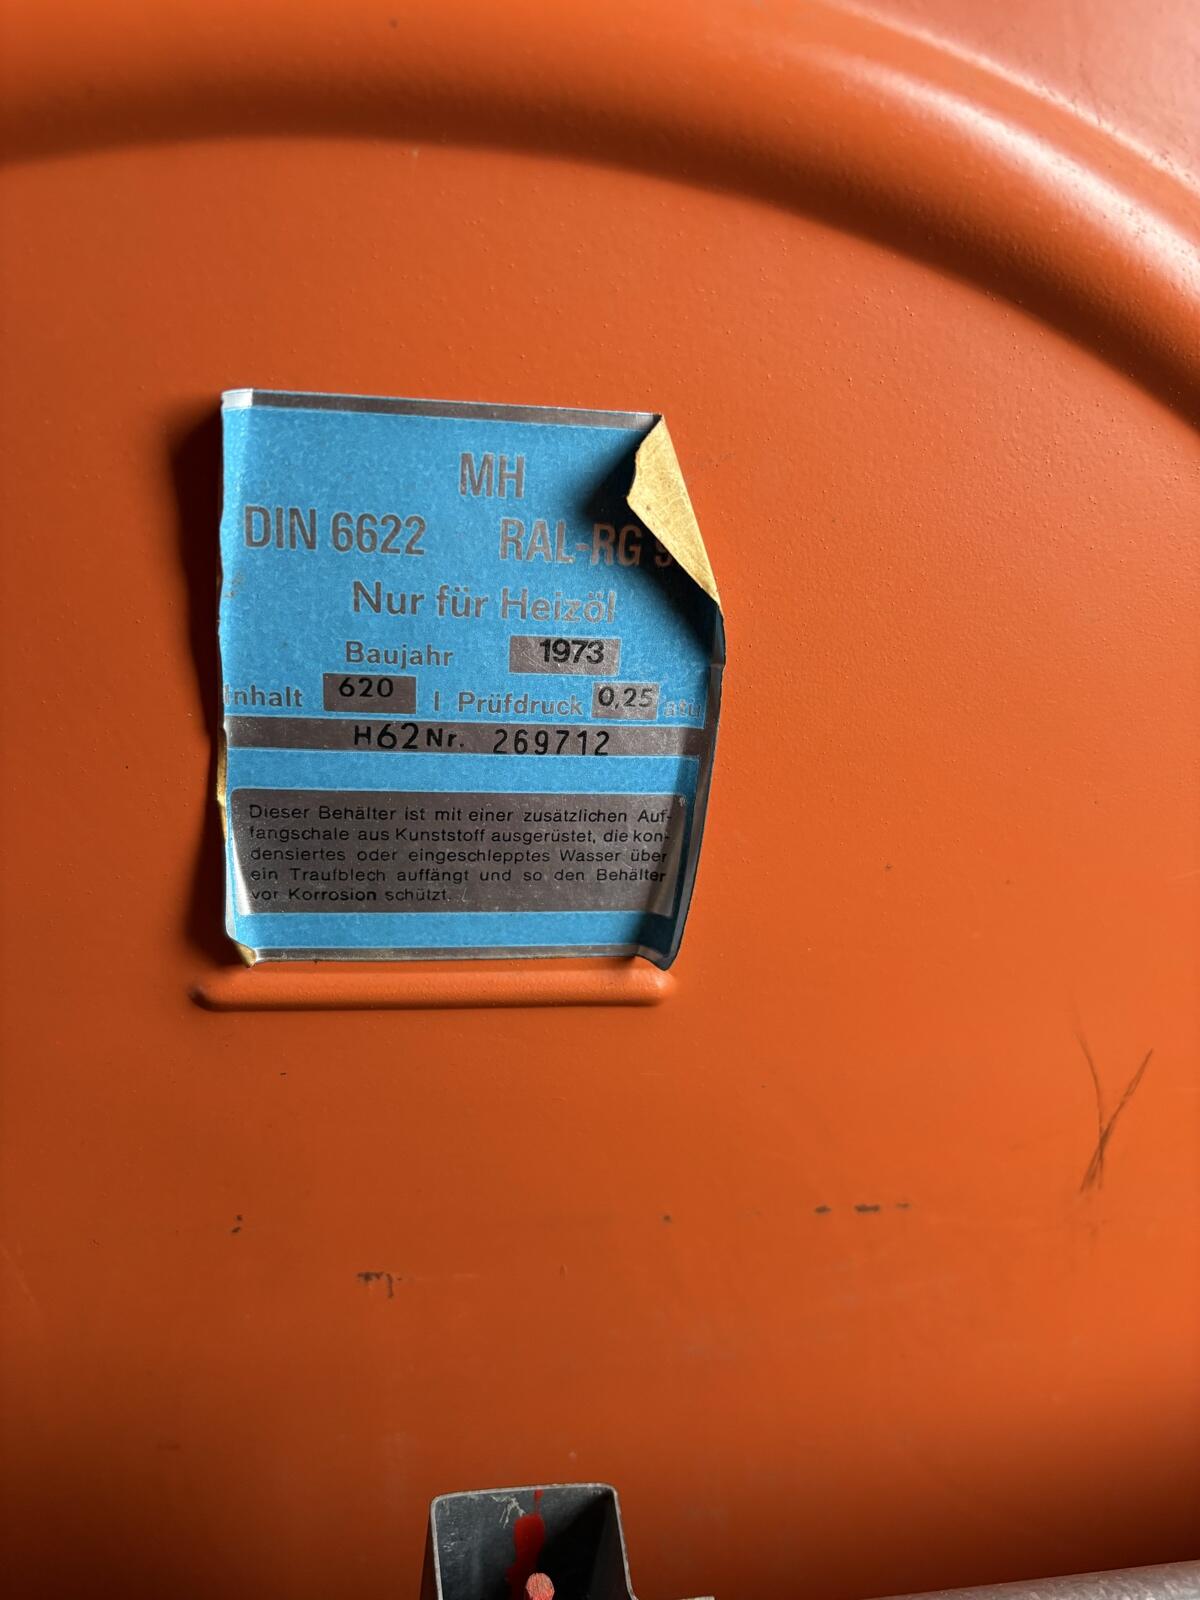 MH
DIN 6622 RAL-RG
Nur für Heizöl
Baujahr 1973
Inhalt 620 l Prüfdruck 0,25 atü
H62 Nr. 269712
Dieser Behälter ist mit einer zusätzlichen Auf-
fangschale aus Kunststoff ausgerüstet, die kon-
densiertes oder eingeschlepptes Wasser über
ein Traufblech auffängt und so den Behälter
vor Korrosion schützt.